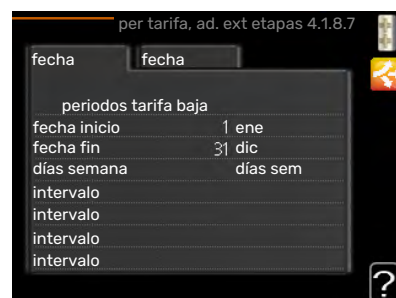 per tarifa, ad. ext etapas 4.1.8.7
fecha fecha
periodos tarifa baja
fecha inicio 1 ene
fecha fin 31 dic
días semana días sem
intervalo
intervalo
intervalo
intervalo
?